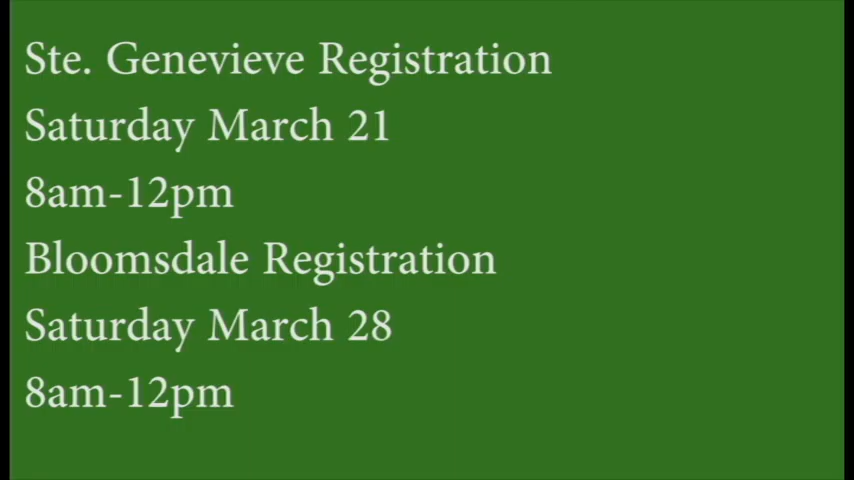 Ste. Genevieve Registration
Saturday March 21
8am-12pm
Bloomsdale Registration
Saturday March 28
8am-12pm